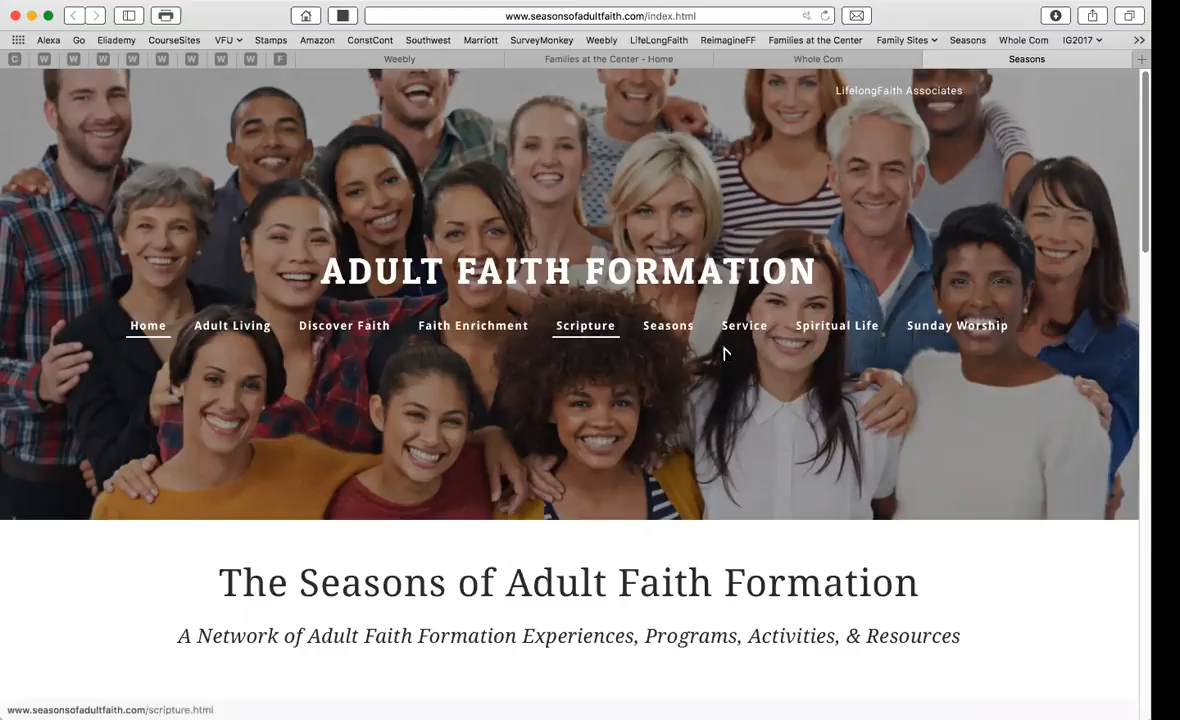 www.seasonsofadultfaith.com/index.html
Alexa Go Eliademy CourseSites VFU Stamps Amazon ConstCont Southwest Marriott SurveyMonkey Weebly LifeLongFaith ReimagineFF Families at the Center Family Sites Seasons Whole Com IG2017
C W W W W W W W W F Weebly Families at the Center - Home Whole Com Seasons
LifelongFaith Associates
ADULT FAITH FORMATION
Home Adult Living Discover Faith Faith Enrichment Scripture Seasons Service Spiritual Life Sunday Worship
The Seasons of Adult Faith Formation
A Network of Adult Faith Formation Experiences, Programs, Activities, & Resources
www.seasonsofadultfaith.com/scripture.html